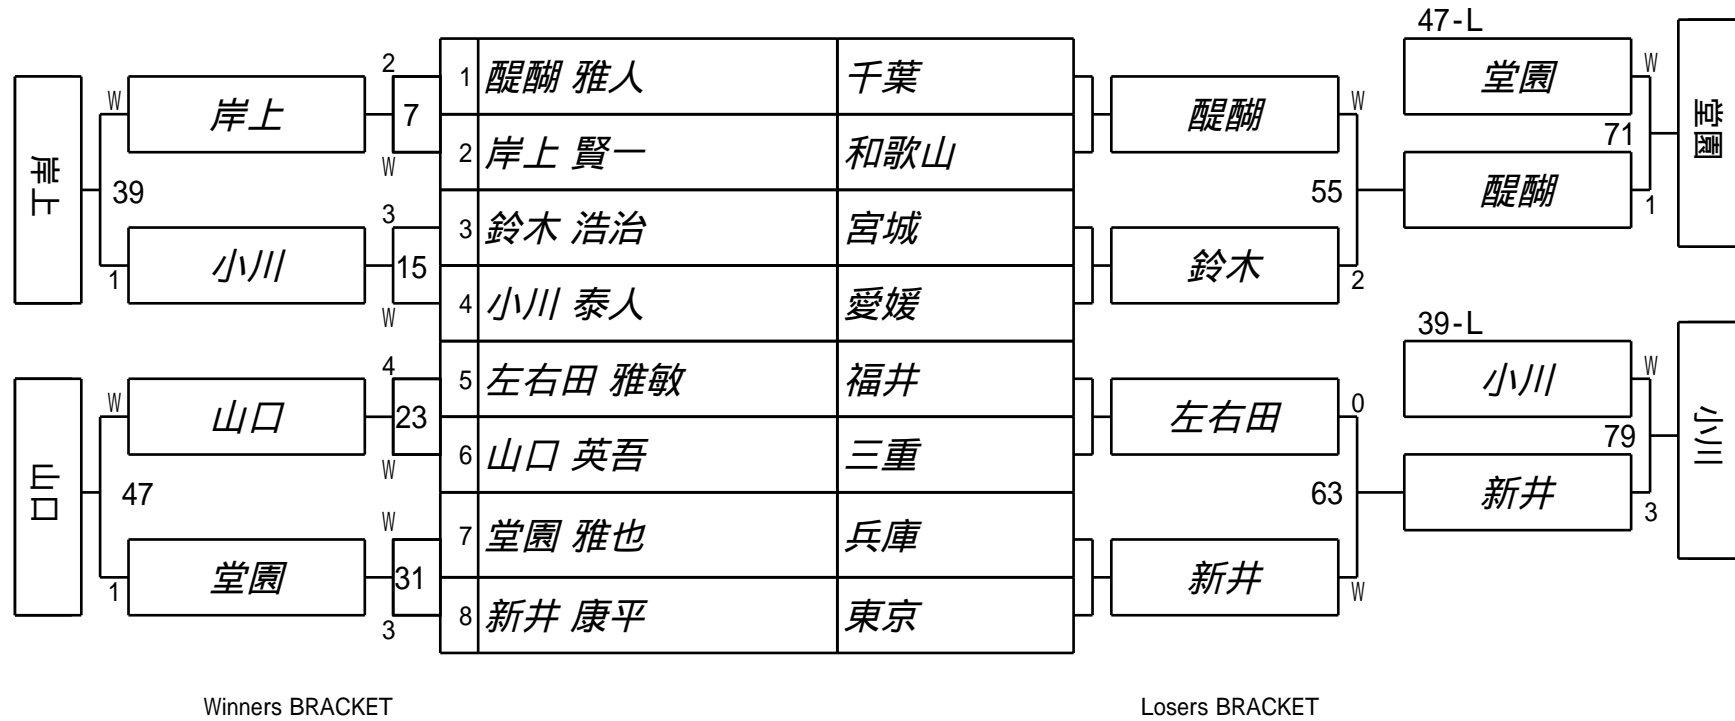 47-L
2
1 醍醐 雅人 千葉
堂園
W
W
岸上
7
醍醐
W
堂園
岸上
W
2 岸上 賢一 和歌山
71
39
55
醍醐
1
3
3 鈴木 浩治 宮城
1
小川
15
鈴木
2
W
4 小川 泰人 愛媛
39-L
4
5 左右田 雅敏 福井
小川
W
W
山口
23
左右田
0
小川
山口
W
6 山口 英吾 三重
79
47
63
新井
3
W
7 堂園 雅也 兵庫
1
堂園
31
新井
W
3
8 新井 康平 東京
Winners BRACKET
Losers BRACKET